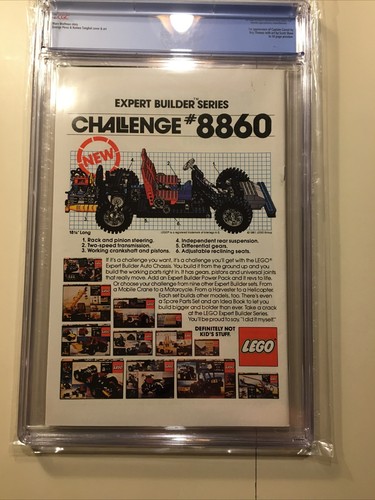 EXPERT BUILDER SERIES
CHALLENGE #8860
NEW
16½" Long
1. Rack and pinion steering.
2. Two-speed transmission.
3. Working crankshaft and pistons.
4. Independent rear suspension.
5. Differential gears.
6. Adjustable reclining seats.
If it's a challenge you want, it's a challenge you'll get with the LEGO®
Expert Builder Auto Chassis. You build it from the ground up and you
build the working parts right in. It has gears, pistons and universal joints
that really move. Add an Expert Builder Power Pack and it revs to life.
Or choose your challenge from nine other Expert Builder sets. From
a Mobile Crane to a Motorcycle. From a Harvester to a Helicopter.
Each set builds other models, too. There's even
a Spare Parts Set and an Idea Book to let you
build bigger and bolder than ever. Take a crack
at the LEGO Expert Builder Series.
You'll be proud to say, "I did it myself."
DEFINITELY NOT
KID'S STUFF.
LEGO